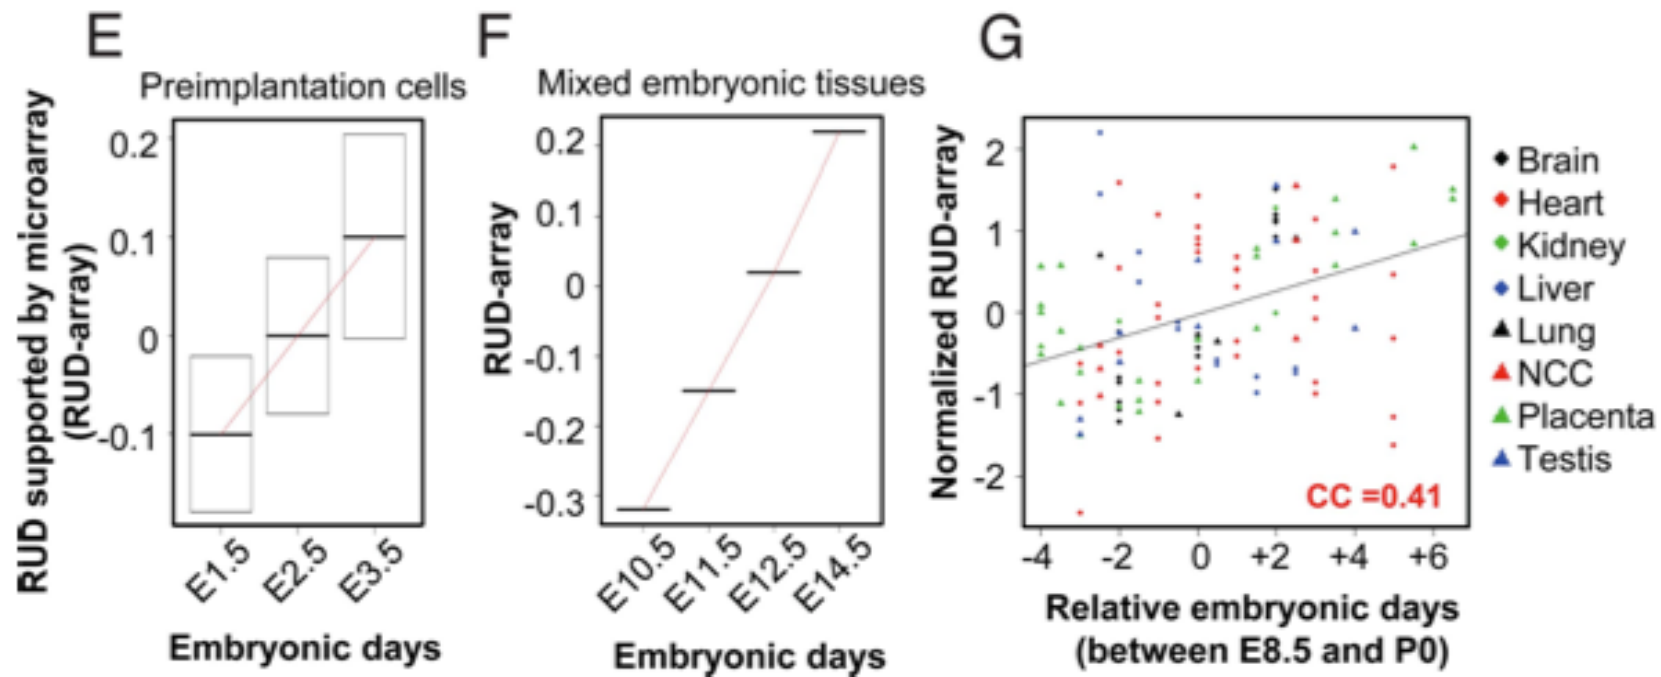 E
Preimplantation cells
RUD supported by microarray
(RUD-array)
0.2
0.1
0
-0.1
E1.5
E2.5
E3.5
Embryonic days
F
Mixed embryonic tissues
RUD-array
0.2
0.1
0
-0.1
-0.2
-0.3
E10.5
E11.5
E12.5
E14.5
Embryonic days
G
Normalized RUD-array
2
1
0
-1
-2
CC =0.41
-4
-2
0
+2
+4
+6
Relative embryonic days
(between E8.5 and P0)
Brain
Heart
Kidney
Liver
Lung
NCC
Placenta
Testis